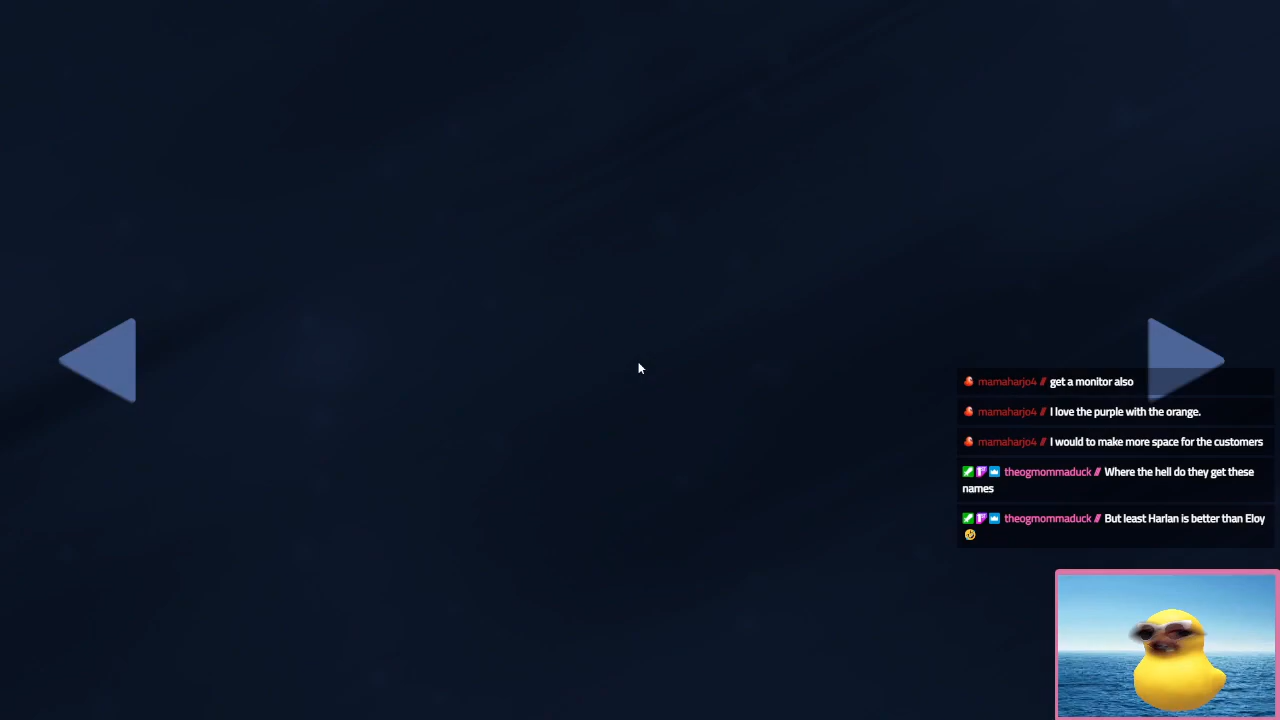 mamaharjo4 // get a monitor also
mamaharjo4 // I love the purple with the orange.
mamaharjo4 // I would to make more space for the customers
theogmommaduck // Where the hell do they get these
names
theogmommaduck // But least Harlan is better than Eloy
🤣